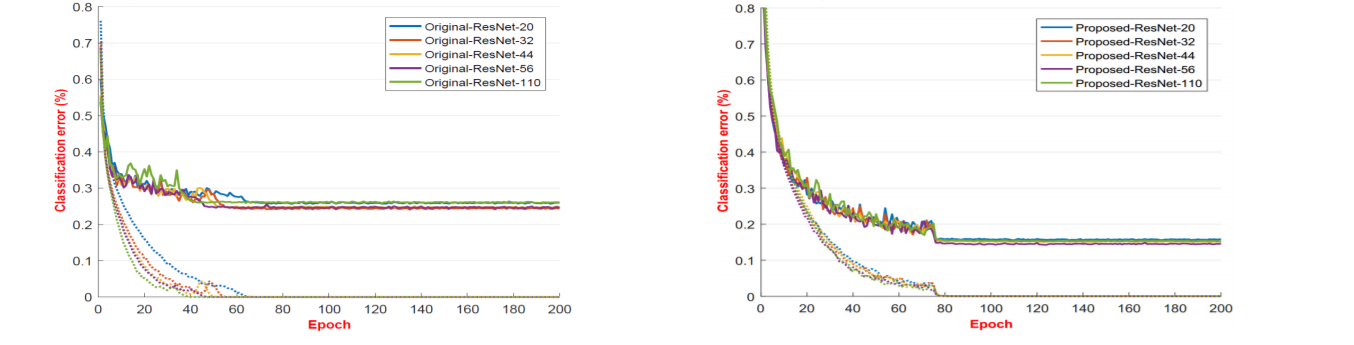 Classification error (%)
0.8
0.7
0.6
0.5
0.4
0.3
0.2
0.1
0
Original-ResNet-20
Original-ResNet-32
Original-ResNet-44
Original-ResNet-56
Original-ResNet-110
0 20 40 60 80 100 120 140 160 180 200
Epoch
Classification error (%)
0.8
0.7
0.6
0.5
0.4
0.3
0.2
0.1
0
Proposed-ResNet-20
Proposed-ResNet-32
Proposed-ResNet-44
Proposed-ResNet-56
Proposed-ResNet-110
0 20 40 60 80 100 120 140 160 180 200
Epoch